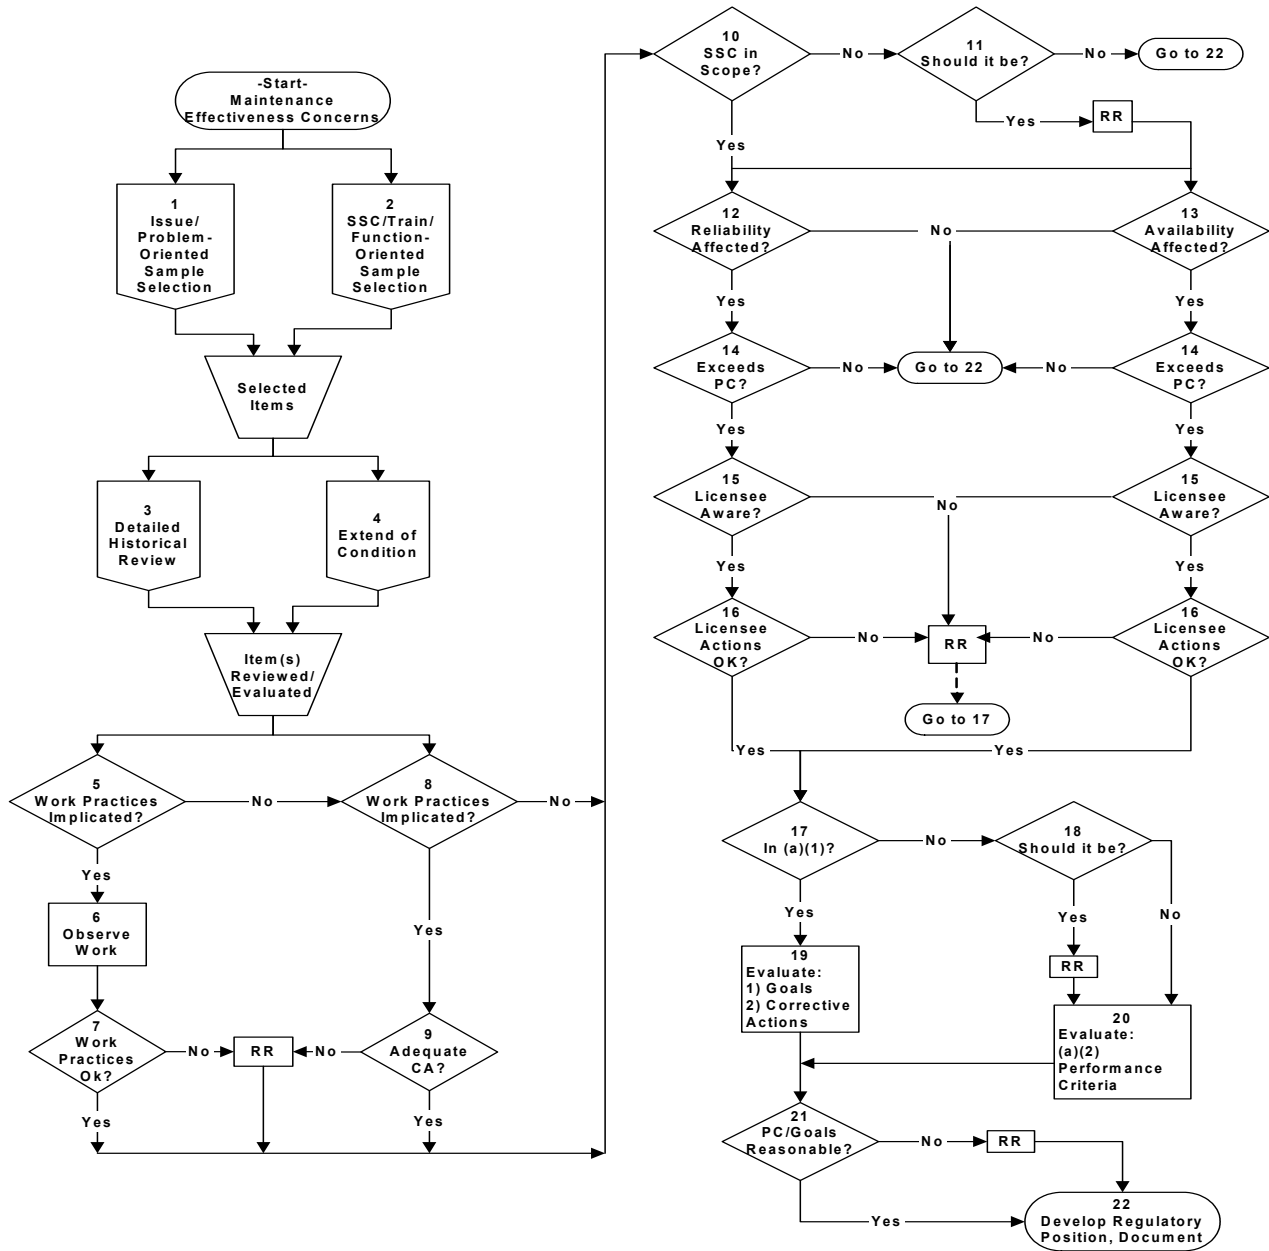 -Start-
Maintenance
Effectiveness Concerns
1
Issue/
Problem-
Oriented
Sample
Selection
2
SSC/Train/
Function-
Oriented
Sample
Selection
Selected
Items
3
Detailed
Historical
Review
4
Extend of
Condition
Item(s)
Reviewed/
Evaluated
5
Work Practices
Implicated?
No
8
Work Practices
Implicated?
No
Yes
6
Observe
Work
Yes
7
Work
Practices
Ok?
No
RR
No
9
Adequate
CA?
Yes
Yes
10
SSC in
Scope?
No
11
Should it be?
No
Go to 22
Yes
RR
Yes
12
Reliability
Affected?
No
13
Availability
Affected?
Yes
Yes
14
Exceeds
PC?
No
Go to 22
No
14
Exceeds
PC?
Yes
Yes
15
Licensee
Aware?
No
15
Licensee
Aware?
Yes
Yes
16
Licensee
Actions
OK?
No
RR
No
16
Licensee
Actions
OK?
Go to 17
Yes
Yes
17
In (a)(1)?
No
18
Should it be?
Yes
Yes
No
RR
19
Evaluate:
1) Goals
2) Corrective
Actions
20
Evaluate:
(a)(2)
Performance
Criteria
21
PC/Goals
Reasonable?
No
RR
Yes
22
Develop Regulatory
Position, Document